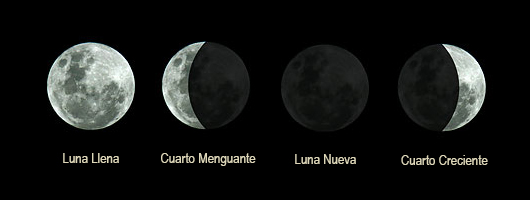 Luna Llena
Cuarto Menguante
Luna Nueva
Cuarto Creciente